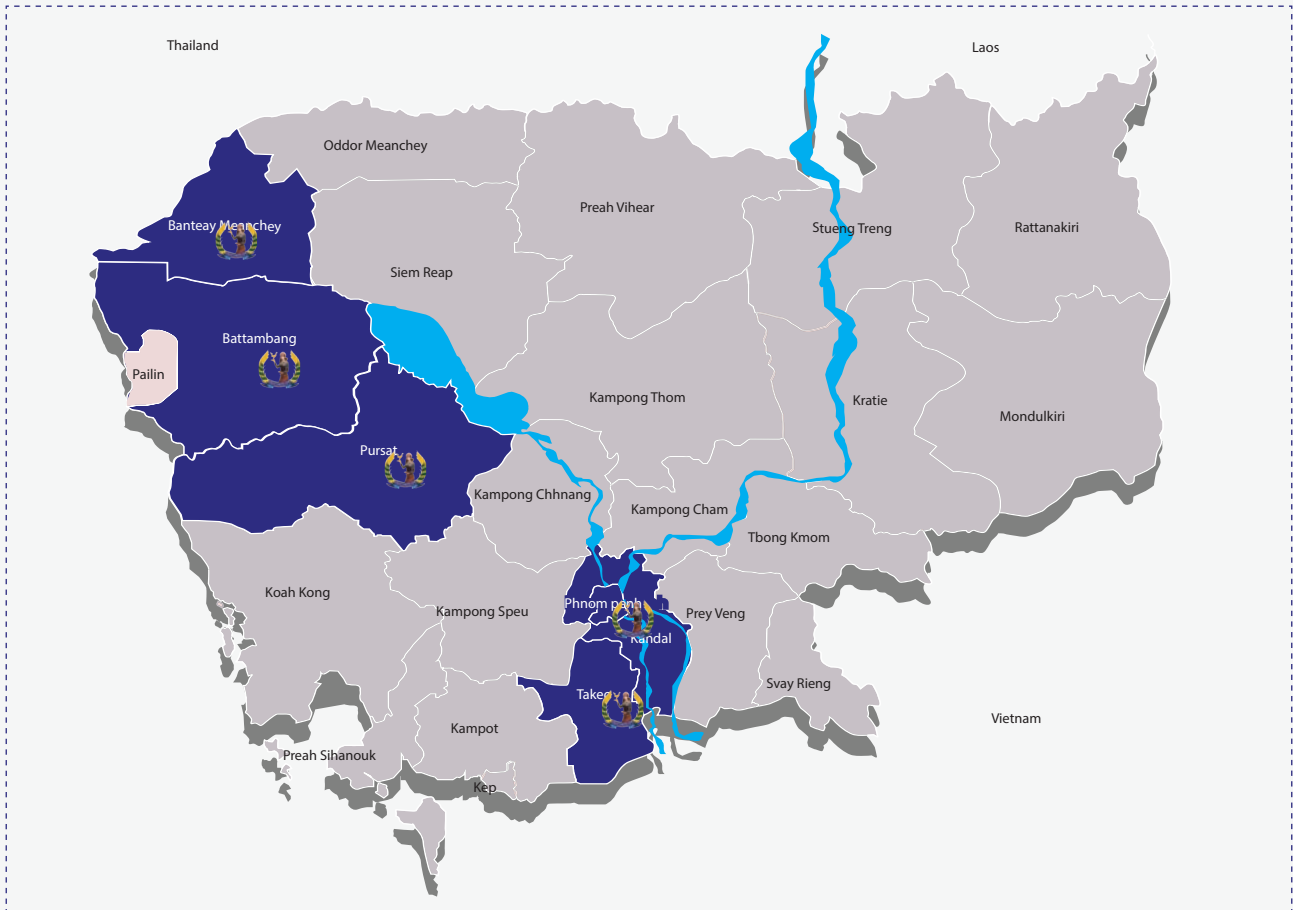 Thailand
Laos
Oddor Meanchey
Preah Vihear
Banteay Meanchey
Stueng Treng
Rattanakiri
Siem Reap
Battambang
Pailin
Kampong Thom
Kratie
Mondulkiri
Pursat
Kampong Chhnang
Kampong Cham
Tbong Kmom
Koah Kong
Kampong Speu
Phnom penh
Prey Veng
Kandal
Svay Rieng
Takeo
Vietnam
Kampot
Preah Sihanouk
Kep